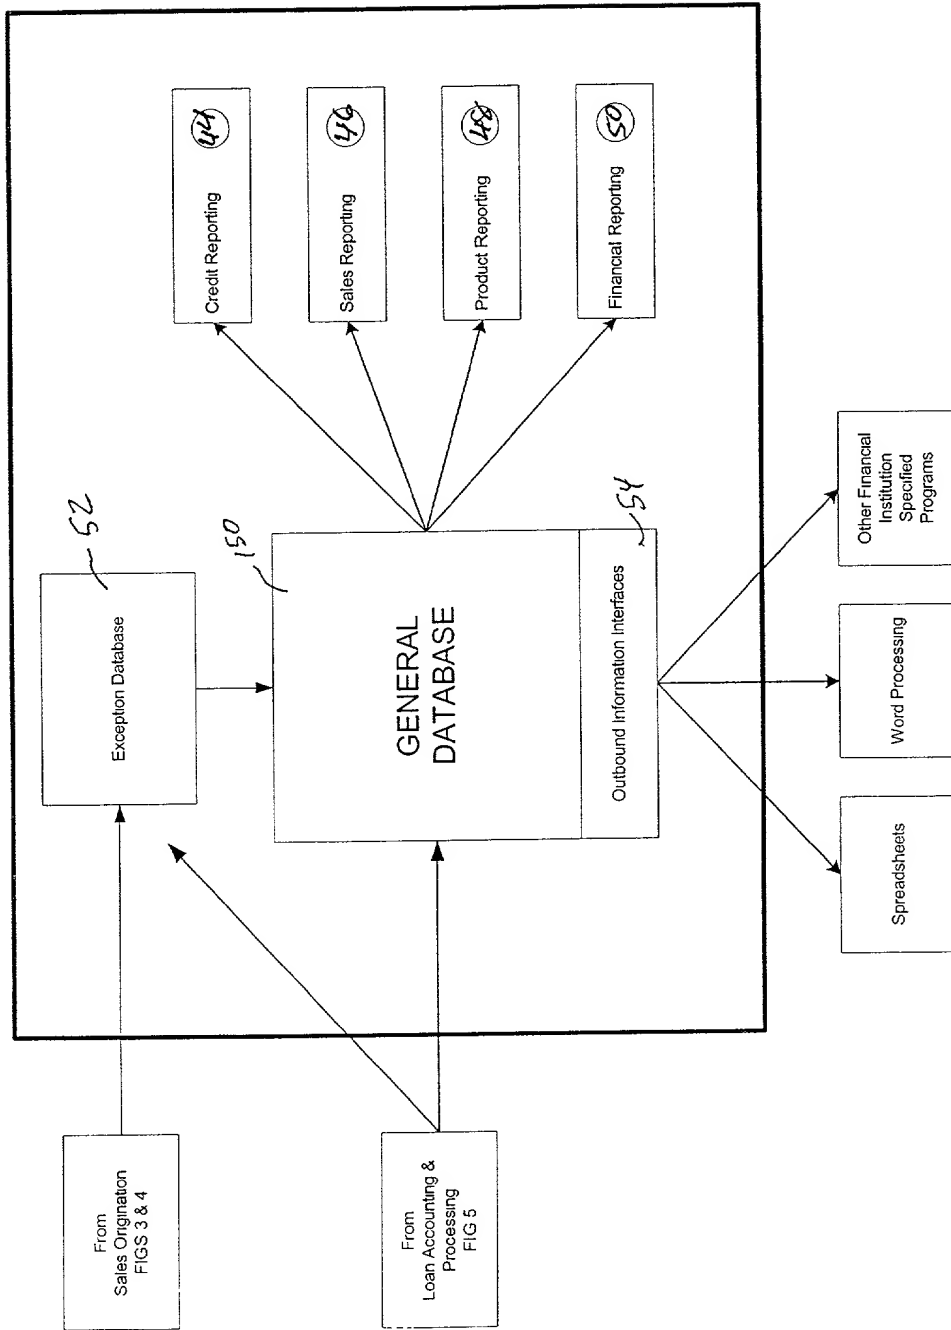 From
Sales Origination
FIGS 3 & 4
From
Loan Accounting &
Processing
FIG 5
Exception Database
52
150
GENERAL
DATABASE
Outbound Information Interfaces
54
Credit Reporting
44
Sales Reporting
46
Product Reporting
48
Financial Reporting
50
Spreadsheets
Word Processing
Other Financial
Institution
Specified
Programs